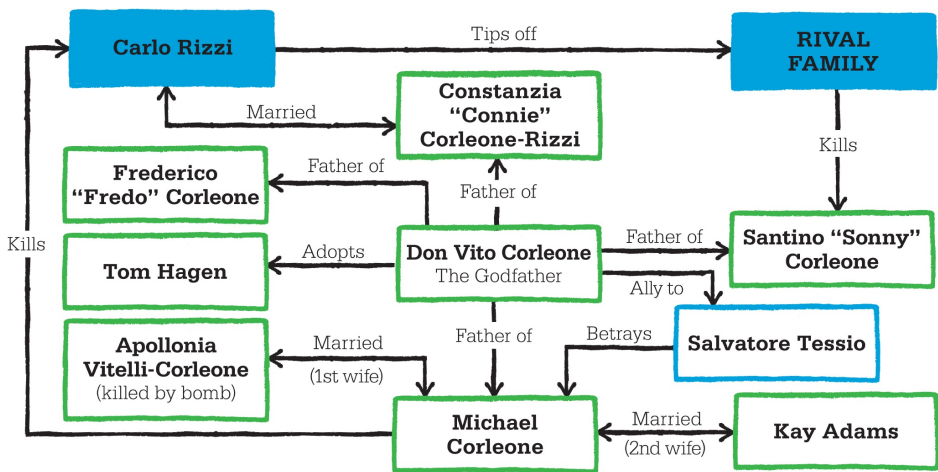 Carlo Rizzi
Tips off
RIVAL
FAMILY
Married
Constanzia
“Connie”
Corleone-Rizzi
Kills
Frederico
“Fredo” Corleone
Father of
Father of
Kills
Tom Hagen
Adopts
Don Vito Corleone
The Godfather
Father of
Santino “Sonny”
Corleone
Ally to
Apollonia
Vitelli-Corleone
(killed by bomb)
Married
(1st wife)
Father of
Betrays
Salvatore Tessio
Michael
Corleone
Married
(2nd wife)
Kay Adams